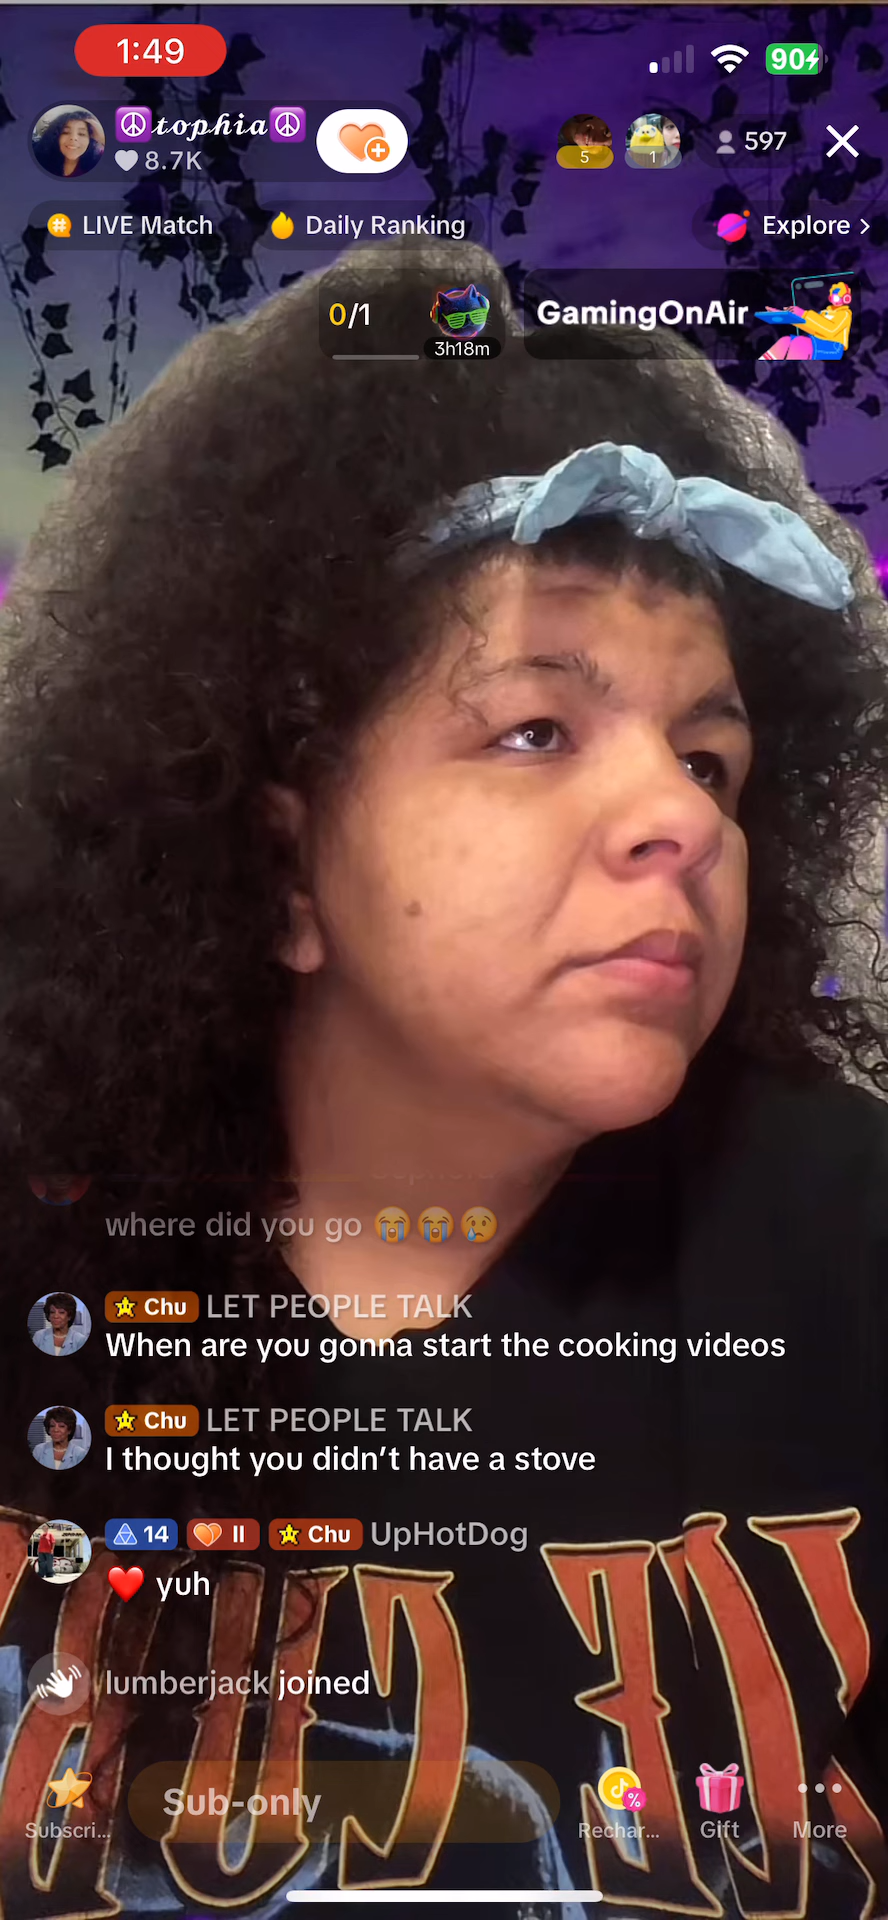 1:49
90
☮tophia☮
8.7K
5
1
597
LIVE Match
Daily Ranking
Explore >
0/1
3h18m
GamingOnAir
where did you go 😭😭😢
Chu LET PEOPLE TALK
When are you gonna start the cooking videos
Chu LET PEOPLE TALK
I thought you didn't have a stove
14 II Chu UpHotDog
❤️ yuh
lumberjack joined
Sub-only
Subscri...
Rechar...
Gift
More